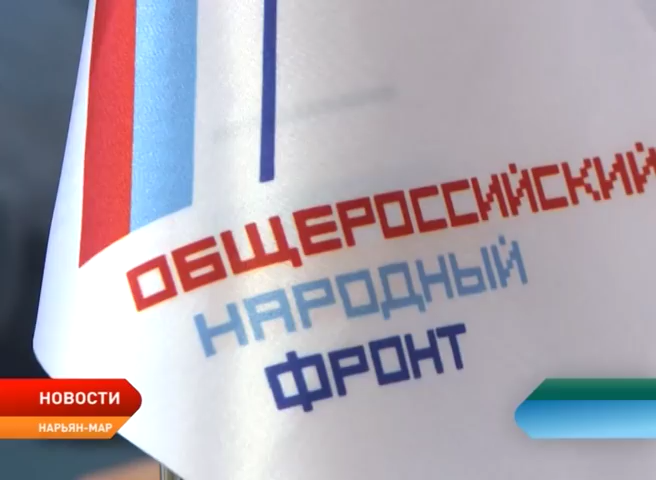 ОБЩЕРОССИЙСКИЙ
НАРОДНЫЙ
ФРОНТ
НОВОСТИ
НАРЬЯН-МАР